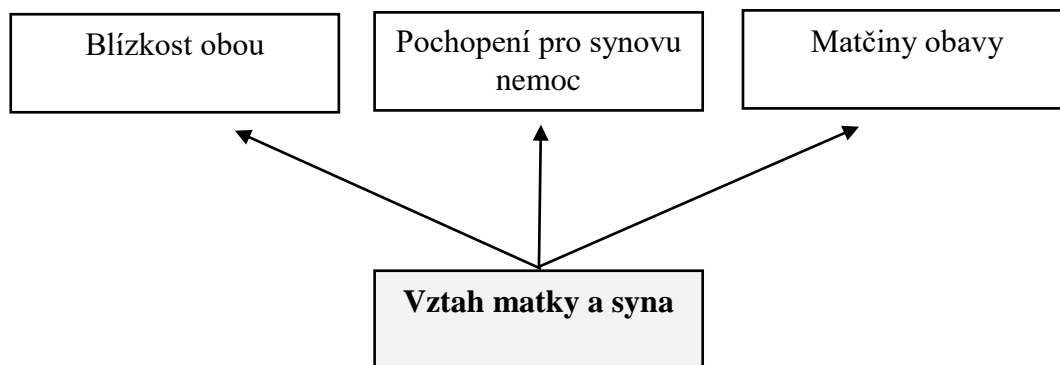 Blízkost obou
Pochopení pro synovu
nemoc
Matčiny obavy
Vztah matky a syna